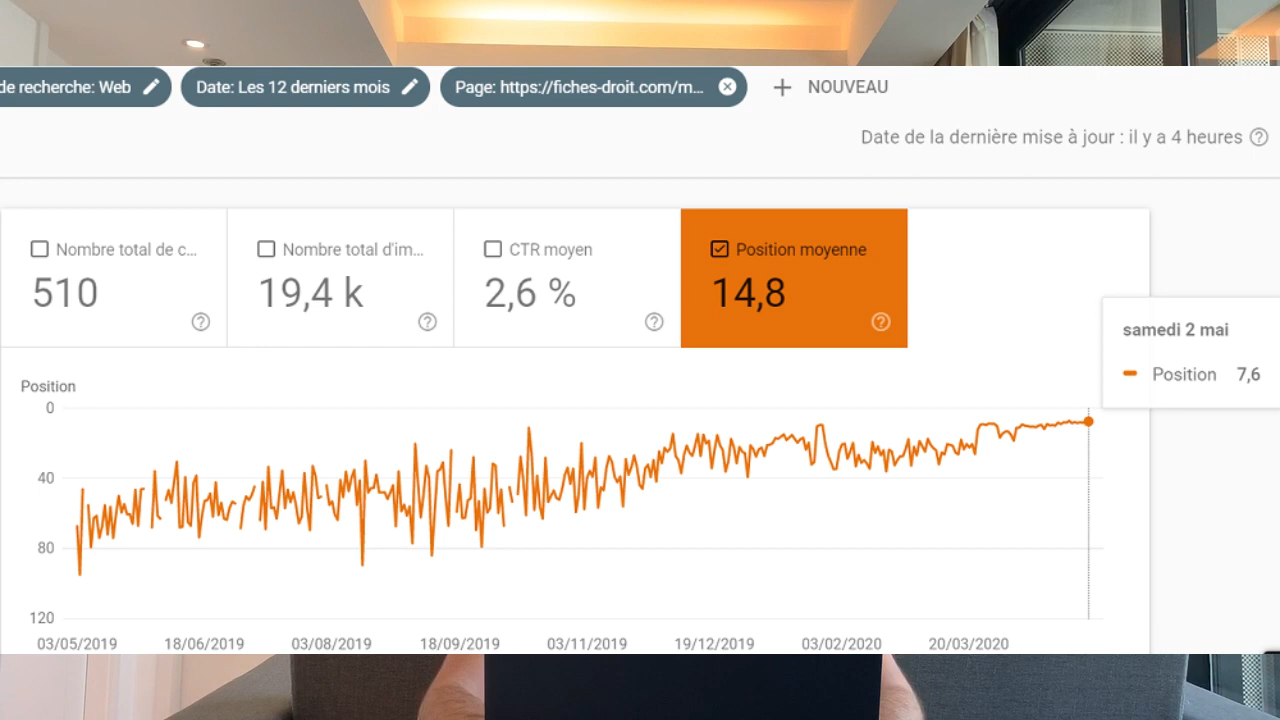 de recherche: Web
Date: Les 12 derniers mois
Page: https://fiches-droit.com/m...
NOUVEAU
Date de la dernière mise à jour : il y a 4 heures
Nombre total de c...
510
Nombre total d'im...
19,4 k
CTR moyen
2,6 %
Position moyenne
14,8
samedi 2 mai
Position 7,6
Position
0
40
80
120
03/05/2019 18/06/2019 03/08/2019 18/09/2019 03/11/2019 19/12/2019 03/02/2020 20/03/2020